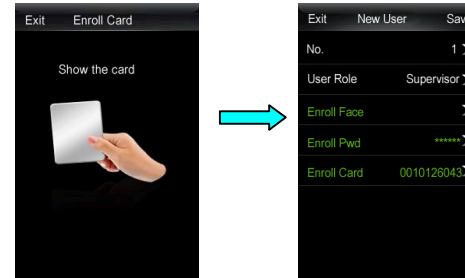 Exit Enroll Card
Show the card
Exit New User Sav
No. 1
User Role Supervisor
Enroll Face
Enroll Pwd ******
Enroll Card 0010126043